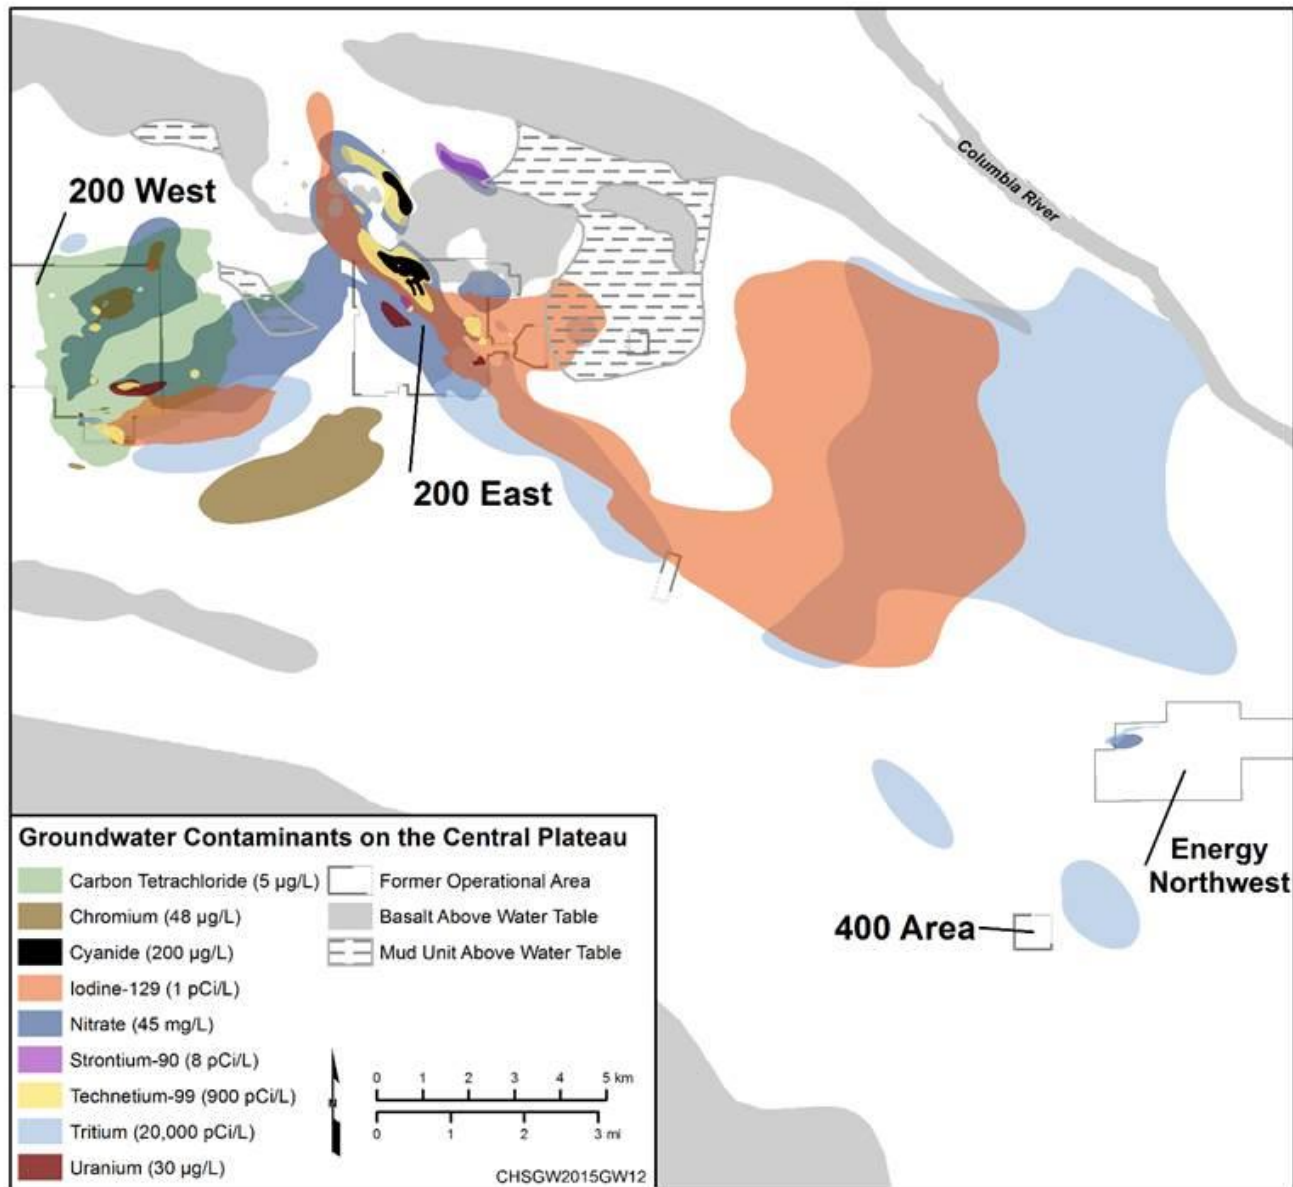 Columbia River
200 West
200 East
Energy
Northwest
400 Area
Groundwater Contaminants on the Central Plateau
Carbon Tetrachloride (5 µg/L)
Chromium (48 µg/L)
Cyanide (200 µg/L)
Iodine-129 (1 pCi/L)
Nitrate (45 mg/L)
Strontium-90 (8 pCi/L)
Technetium-99 (900 pCi/L)
Tritium (20,000 pCi/L)
Uranium (30 µg/L)
Former Operational Area
Basalt Above Water Table
Mud Unit Above Water Table
0 1 2 3 4 5 km
0 1 2 3 mi
CHSGW2015GW12